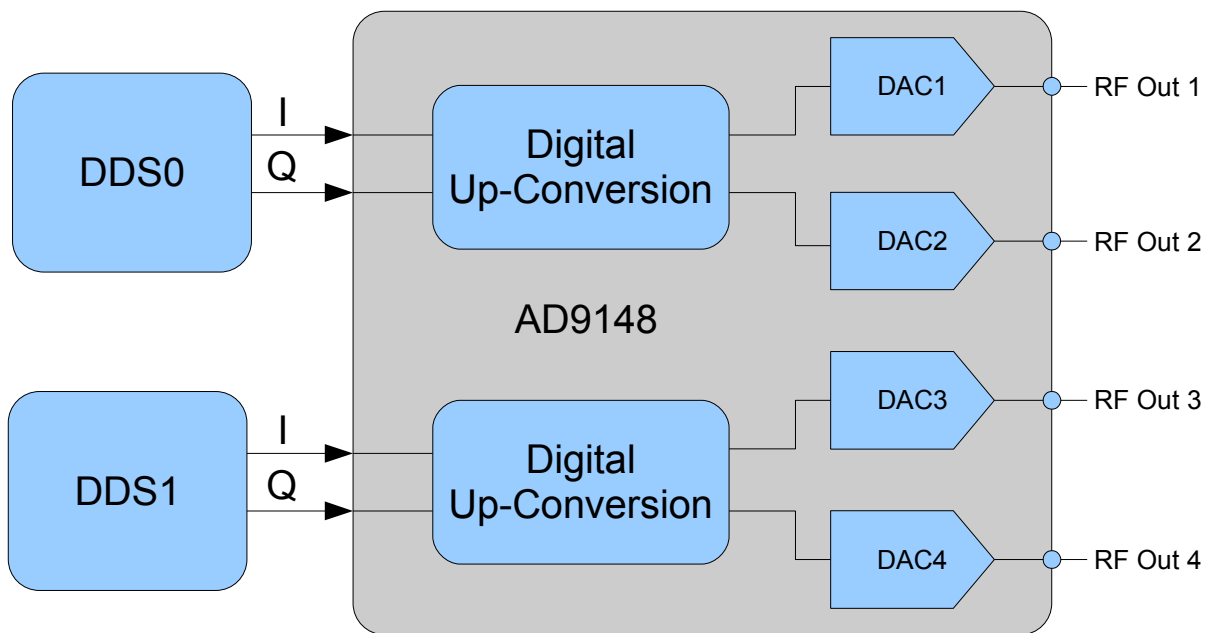 DDS0
I
Q
Digital
Up-Conversion
DAC1
RF Out 1
DAC2
RF Out 2
AD9148
DDS1
I
Q
Digital
Up-Conversion
DAC3
RF Out 3
DAC4
RF Out 4